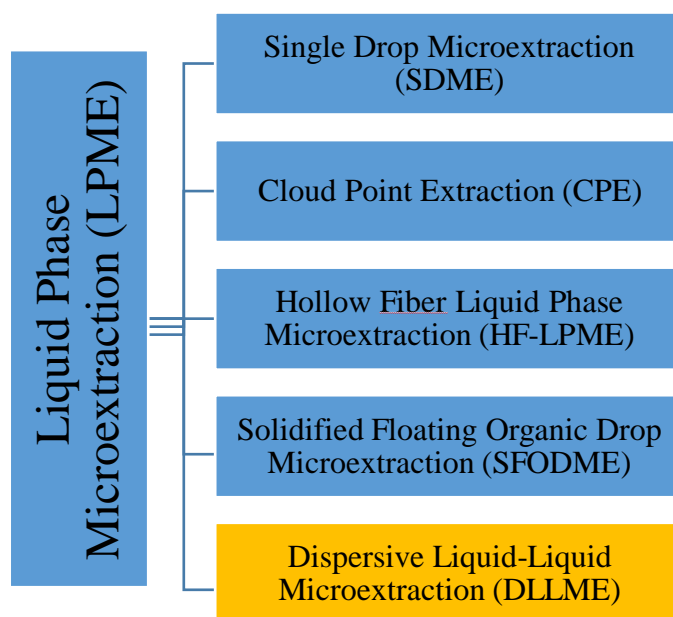 Liquid Phase
Microextraction (LPME)
Single Drop Microextraction
(SDME)
Cloud Point Extraction (CPE)
Hollow Fiber Liquid Phase
Microextraction (HF-LPME)
Solidified Floating Organic Drop
Microextraction (SFODME)
Dispersive Liquid-Liquid
Microextraction (DLLME)